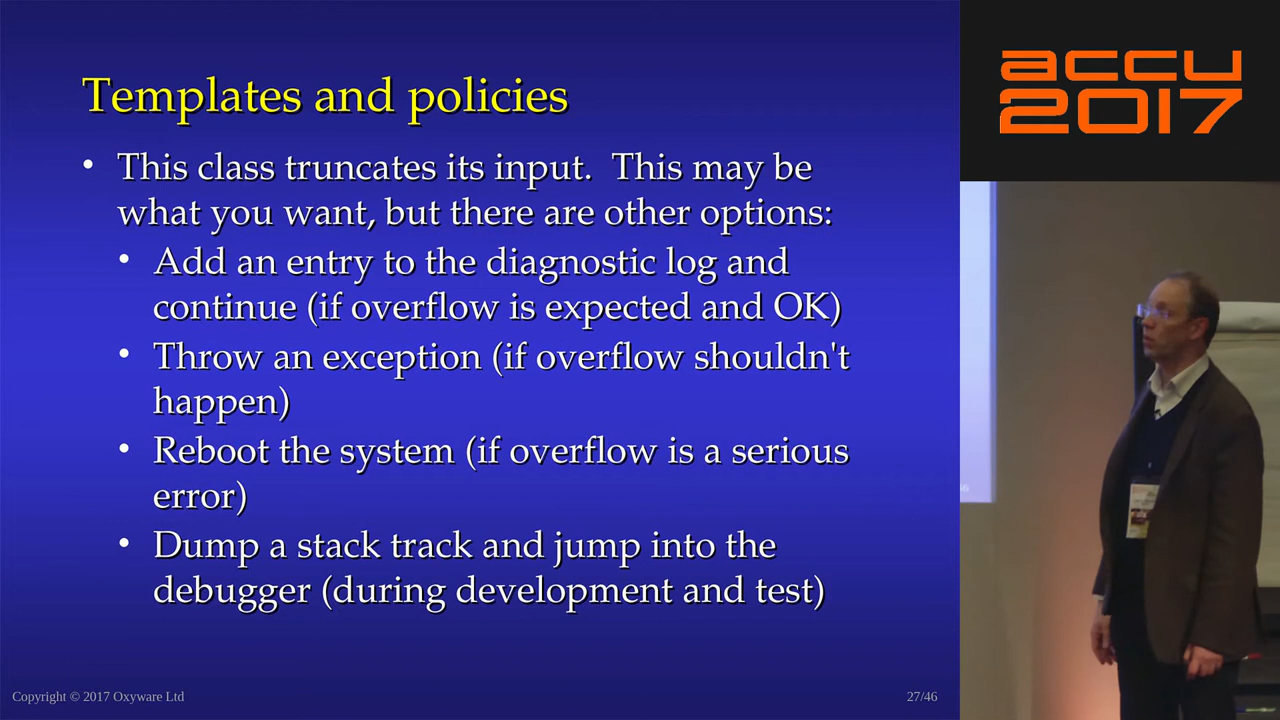 Templates and policies
• This class truncates its input.  This may be
what you want, but there are other options:
• Add an entry to the diagnostic log and
continue (if overflow is expected and OK)
• Throw an exception (if overflow shouldn't
happen)
• Reboot the system (if overflow is a serious
error)
• Dump a stack track and jump into the
debugger (during development and test)
Copyright © 2017 Oxyware Ltd
27/46
accu
2017